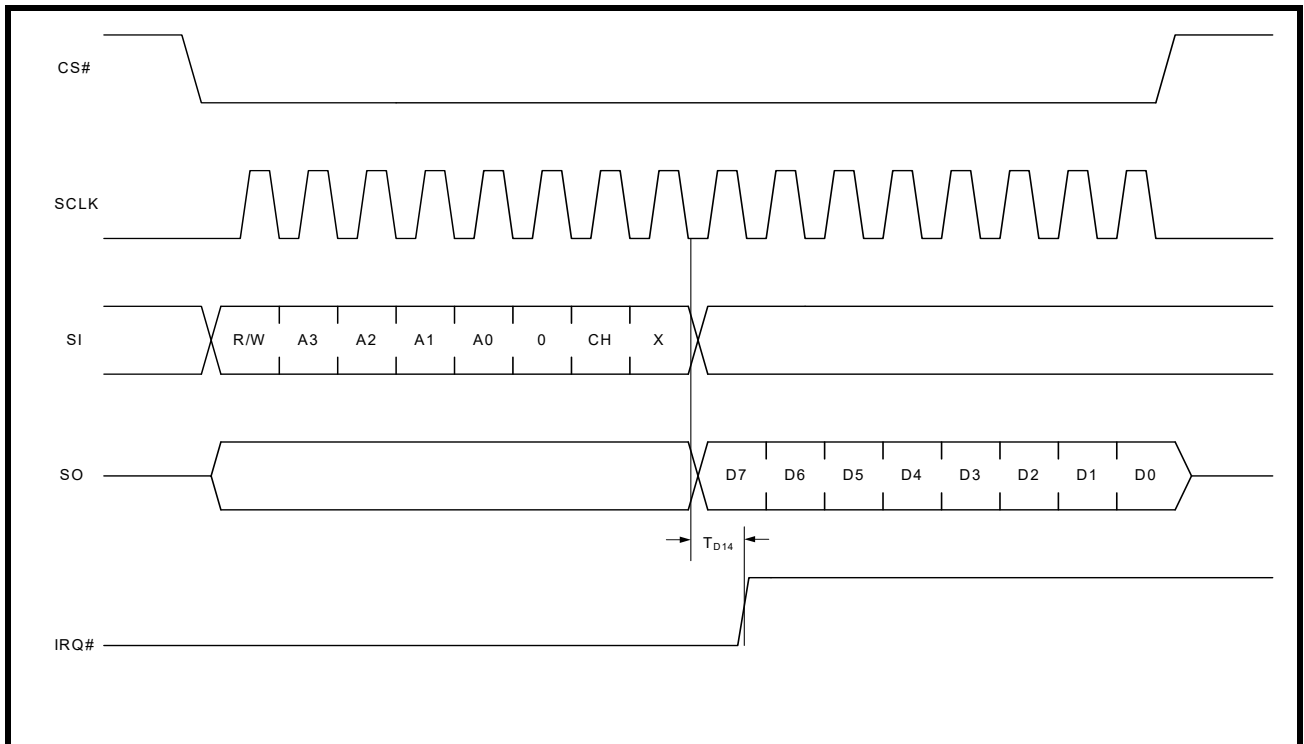 CS#
SCLK
SI R/W A3 A2 A1 A0 0 CH X
SO D7 D6 D5 D4 D3 D2 D1 D0
TD14
IRQ#